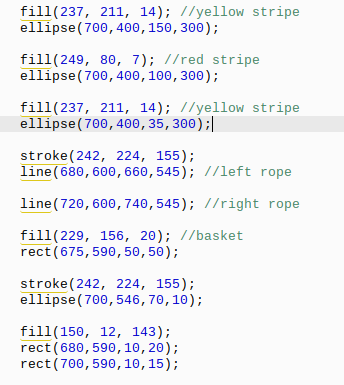 fill(237, 211, 14); //yellow stripe
ellipse(700,400,150,300);
fill(249, 80, 7); //red stripe
ellipse(700,400,100,300);
fill(237, 211, 14); //yellow stripe
ellipse(700,400,35,300);
stroke(242, 224, 155);
line(680,600,660,545); //left rope
line(720,600,740,545); //right rope
fill(229, 156, 20); //basket
rect(675,590,50,50);
stroke(242, 224, 155);
ellipse(700,546,70,10);
fill(150, 12, 143);
rect(680,590,10,20);
rect(700,590,10,15);